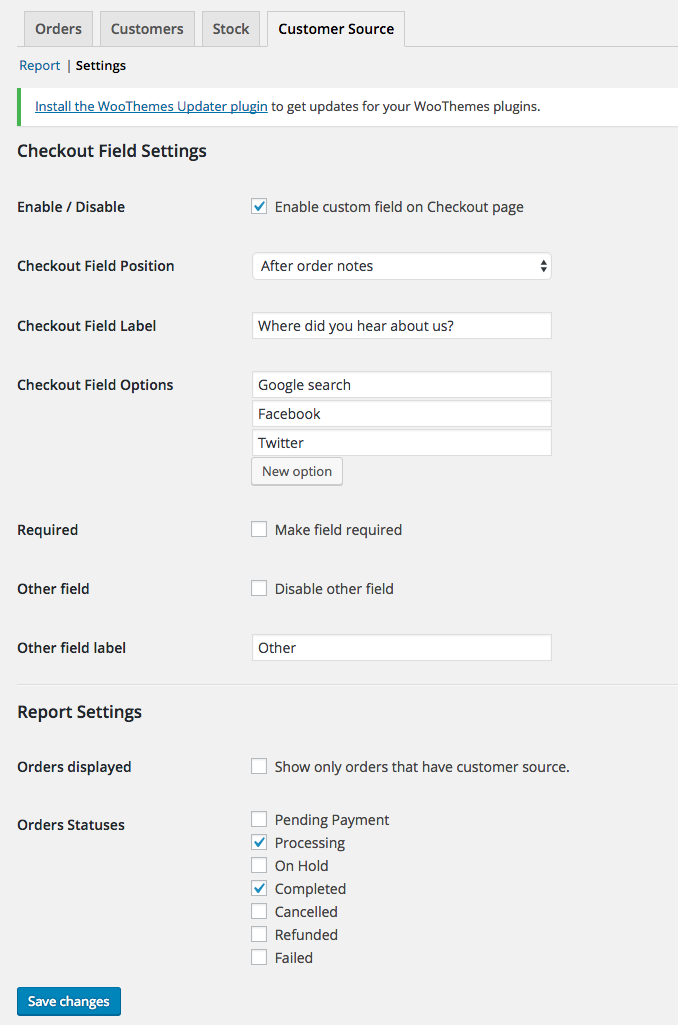 Orders Customers Stock Customer Source
Report | Settings
Install the WooThemes Updater plugin to get updates for your WooThemes plugins.
Checkout Field Settings
Enable / Disable Enable custom field on Checkout page
Checkout Field Position After order notes
Checkout Field Label Where did you hear about us?
Checkout Field Options Google search
Facebook
Twitter
New option
Required Make field required
Other field Disable other field
Other field label Other
Report Settings
Orders displayed Show only orders that have customer source.
Orders Statuses Pending Payment
Processing
On Hold
Completed
Cancelled
Refunded
Failed
Save changes